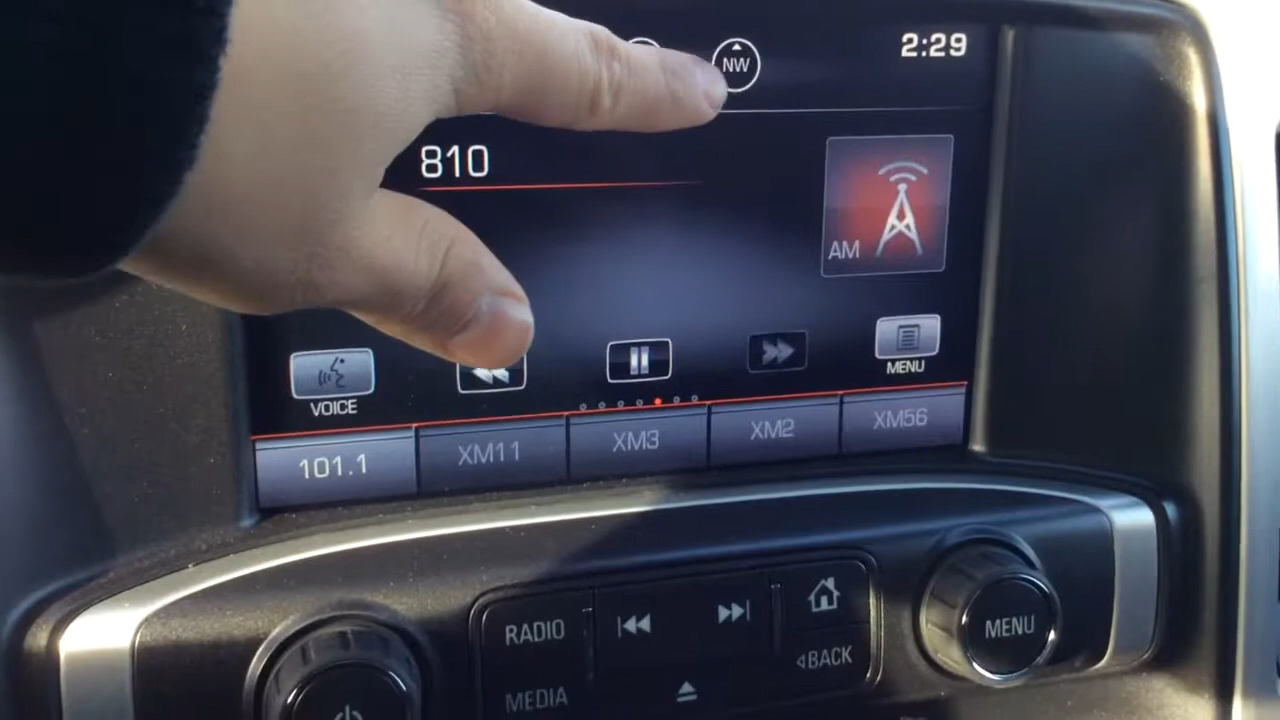 NW
2:29
810
AM
VOICE
MENU
101.1
XM11
XM3
XM2
XM56
RADIO
MENU
BACK
MEDIA